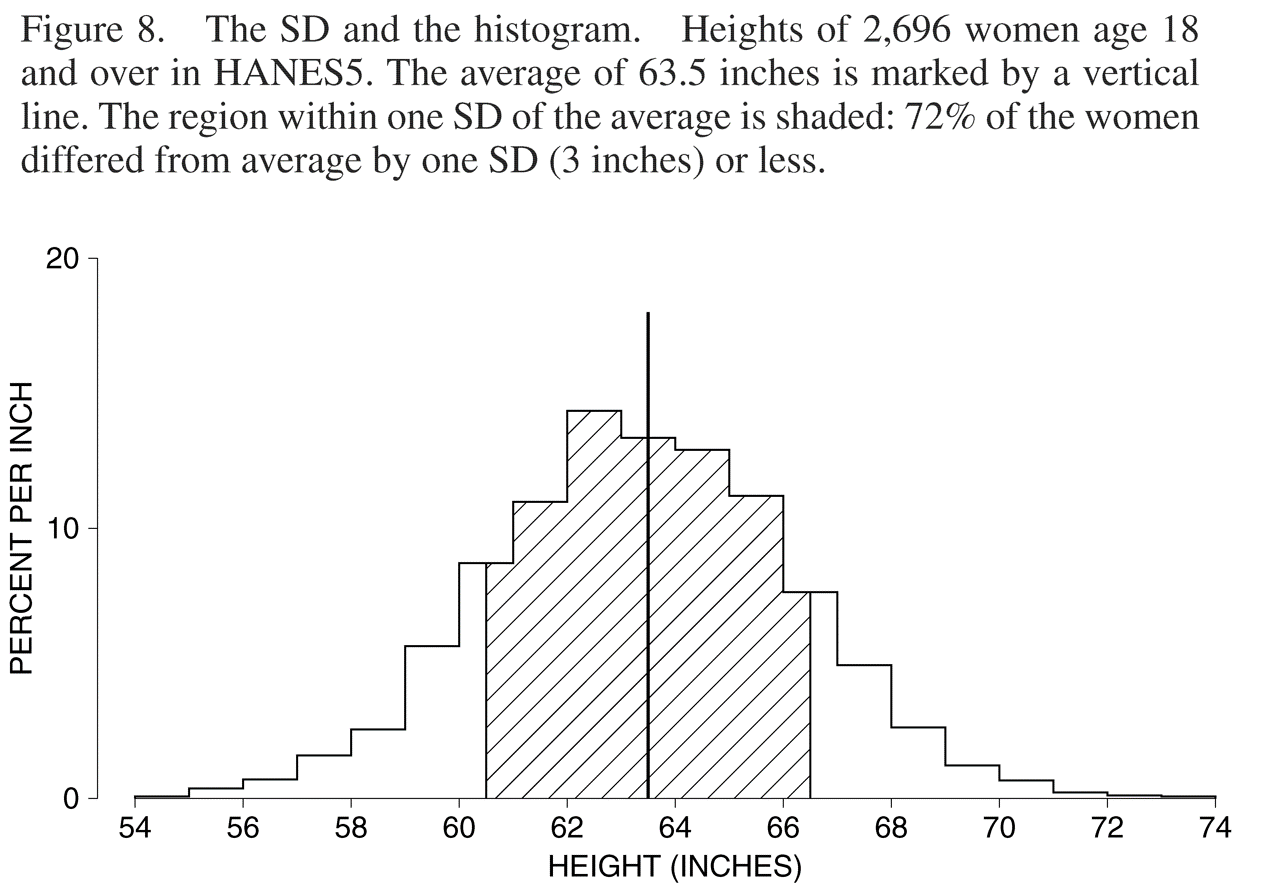 Figure 8. The SD and the histogram. Heights of 2,696 women age 18
and over in HANES5. The average of 63.5 inches is marked by a vertical
line. The region within one SD of the average is shaded: 72% of the women
differed from average by one SD (3 inches) or less.
20
10
0
PERCENT PER INCH
54 56 58 60 62 64 66 68 70 72 74
HEIGHT (INCHES)